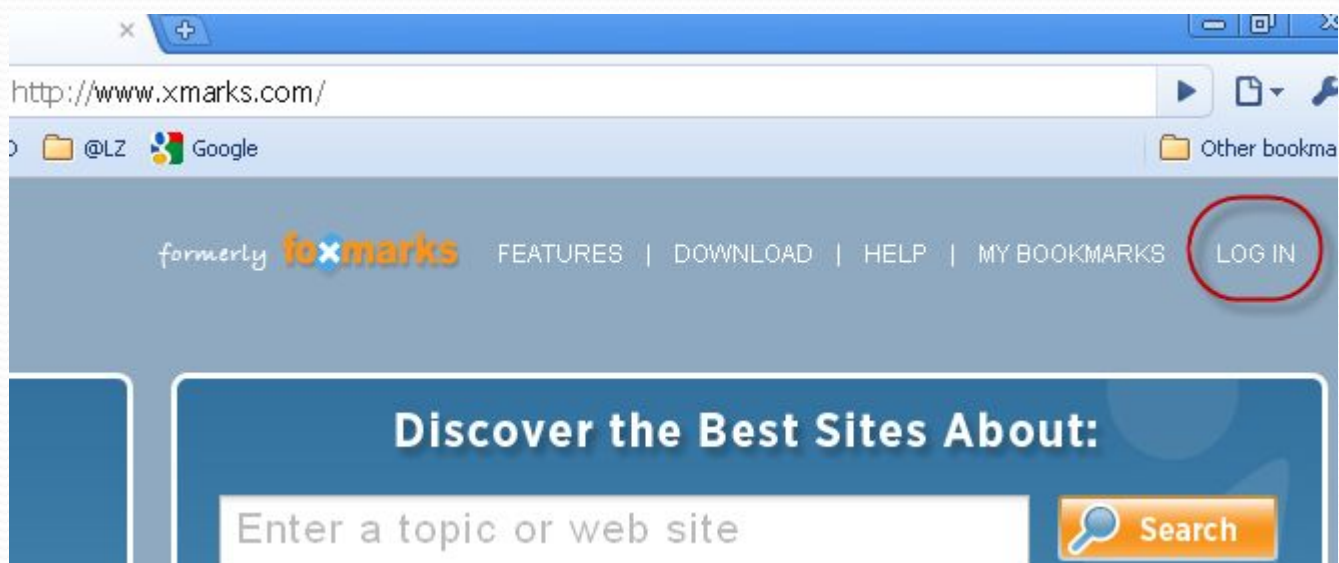 http://www.xmarks.com/
@LZ Google Other bookma
formerly foxmarks FEATURES | DOWNLOAD | HELP | MY BOOKMARKS LOG IN
Discover the Best Sites About:
Enter a topic or web site Search